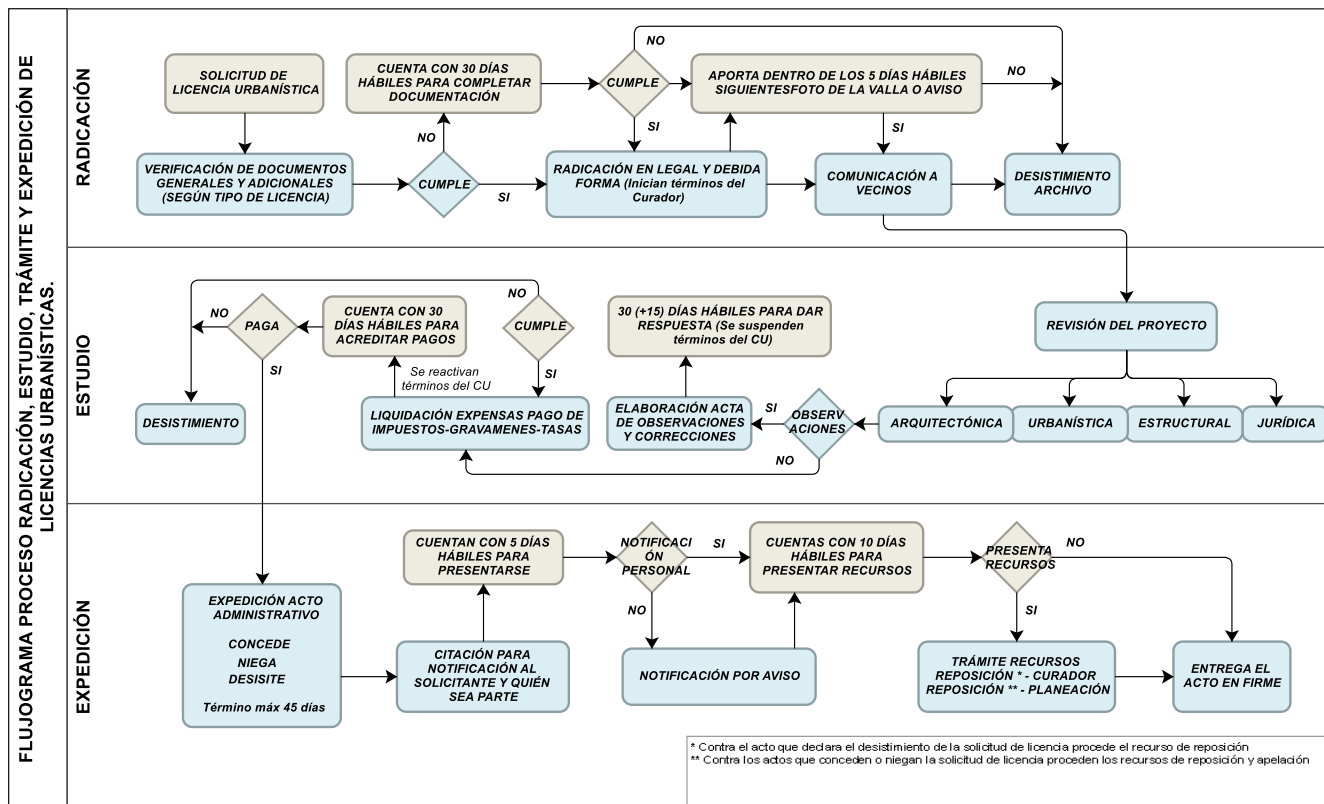 FLUJOGRAMA PROCESO RADICACIÓN, ESTUDIO, TRÁMITE Y EXPEDICIÓN DE
LICENCIAS URBANÍSTICAS.
RADICACIÓN
SOLICITUD DE
LICENCIA URBANÍSTICA
VERIFICACIÓN DE DOCUMENTOS
GENERALES Y ADICIONALES
(SEGÚN TIPO DE LICENCIA)
CUMPLE
NO
SI
CUENTA CON 30 DÍAS
HÁBILES PARA COMPLETAR
DOCUMENTACIÓN
CUMPLE
NO
SI
RADICACIÓN EN LEGAL Y DEBIDA
FORMA (Inician términos del
Curador)
APORTA DENTRO DE LOS 5 DÍAS HÁBILES
SIGUIENTESFOTO DE LA VALLA O AVISO
NO
SI
COMUNICACIÓN A
VECINOS
DESISTIMIENTO
ARCHIVO
ESTUDIO
REVISIÓN DEL PROYECTO
ARQUITECTÓNICA
URBANÍSTICA
ESTRUCTURAL
JURÍDICA
OBSERV
ACIONES
SI
NO
ELABORACIÓN ACTA
DE OBSERVACIONES
Y CORRECCIONES
30 (+15) DÍAS HÁBILES PARA DAR
RESPUESTA (Se suspenden
términos del CU)
CUMPLE
NO
SI
LIQUIDACIÓN EXPENSAS PAGO DE
IMPUESTOS-GRAVAMENES-TASAS
Se reactivan
términos del CU
CUENTA CON 30
DÍAS HÁBILES PARA
ACREDITAR PAGOS
PAGA
NO
SI
DESISTIMIENTO
EXPEDICIÓN
EXPEDICIÓN ACTO
ADMINISTRATIVO
CONCEDE
NIEGA
DESISITE
Término máx 45 días
CITACIÓN PARA
NOTIFICACIÓN AL
SOLICITANTE Y QUIÉN
SEA PARTE
CUENTAN CON 5 DÍAS
HÁBILES PARA
PRESENTARSE
NOTIFICACI
ÓN
PERSONAL
SI
NO
NOTIFICACIÓN POR AVISO
CUENTAS CON 10 DÍAS
HÁBILES PARA
PRESENTAR RECURSOS
PRESENTA
RECURSOS
NO
SI
TRÁMITE RECURSOS
REPOSICIÓN * - CURADOR
REPOSICIÓN ** - PLANEACIÓN
ENTREGA EL
ACTO EN FIRME
* Contra el acto que declara el desistimiento de la solicitud de licencia procede el recurso de reposición
** Contra los actos que conceden o niegan la solicitud de licencia proceden los recursos de reposición y apelación